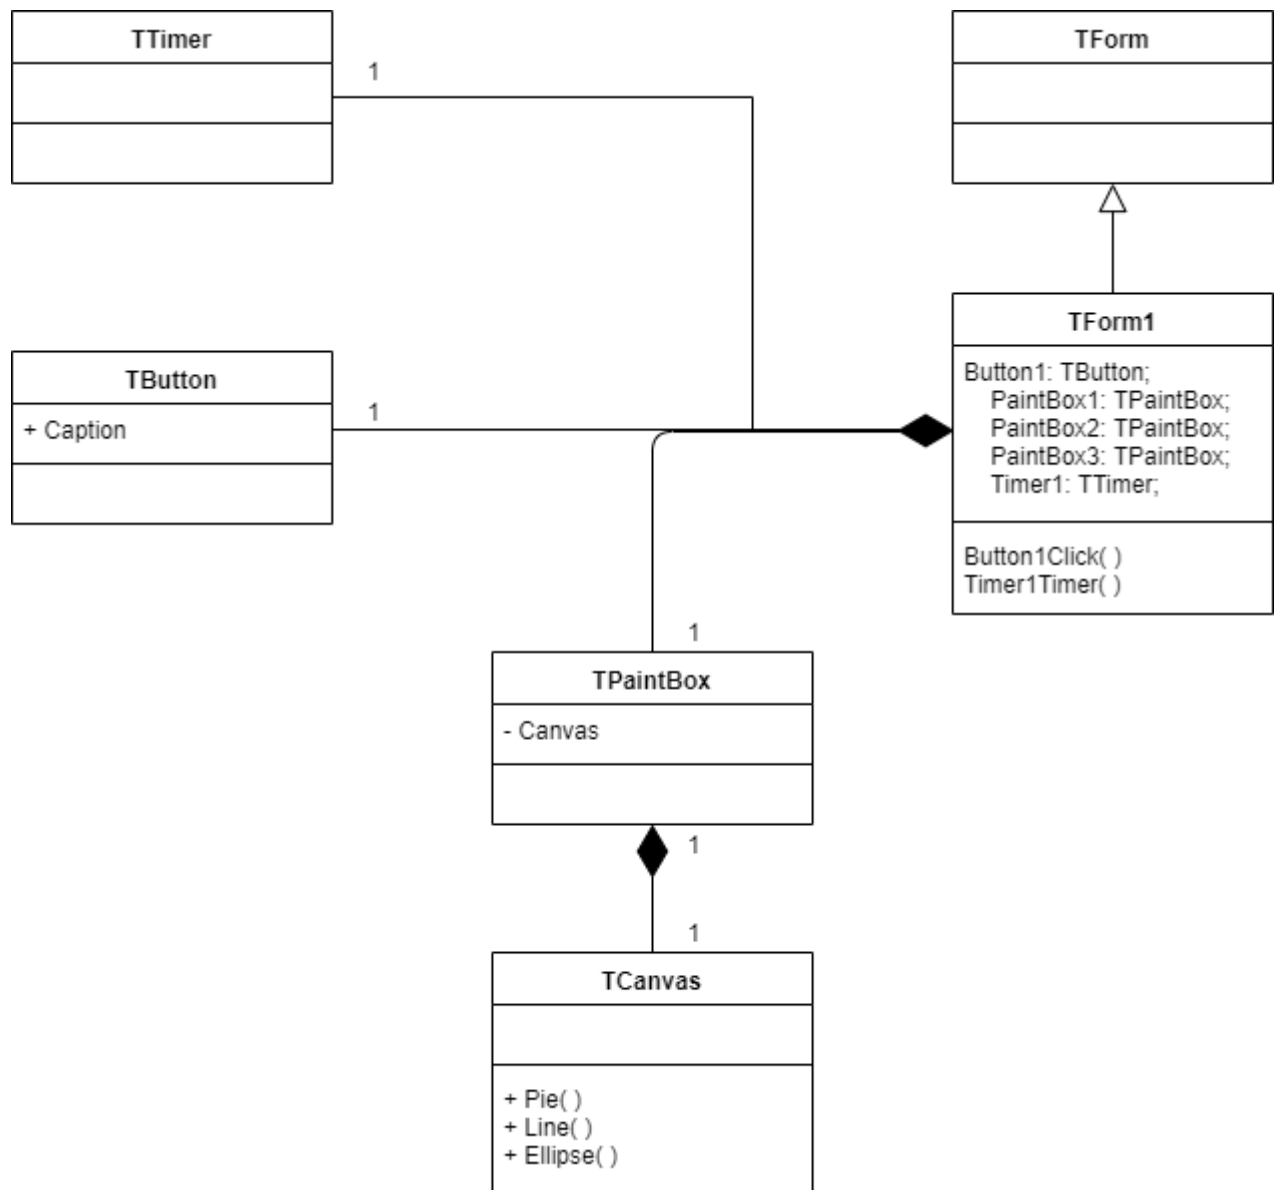 TTimer
1
TForm
TForm1
Button1: TButton;
PaintBox1: TPaintBox;
PaintBox2: TPaintBox;
PaintBox3: TPaintBox;
Timer1: TTimer;
Button1Click( )
Timer1Timer( )
TButton
+ Caption
1
1
TPaintBox
- Canvas
1
1
TCanvas
+ Pie( )
+ Line( )
+ Ellipse( )